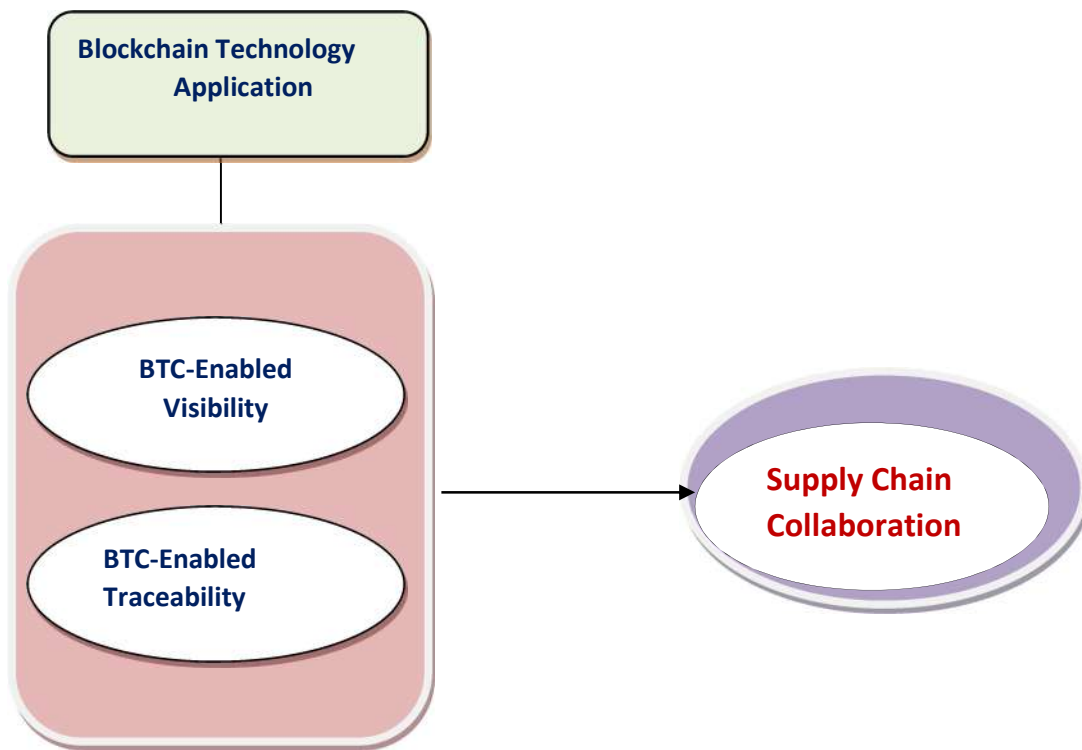 Blockchain Technology
Application
BTC-Enabled
Visibility
BTC-Enabled
Traceability
Supply Chain
Collaboration